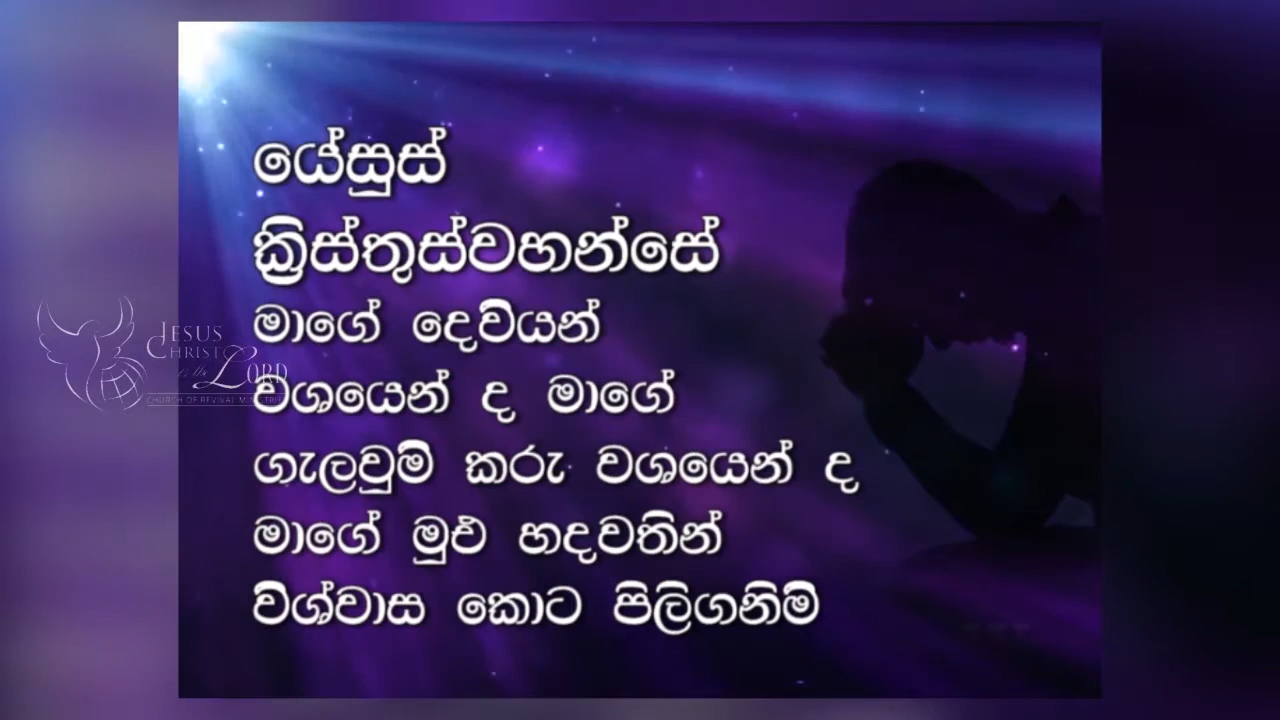 යේසුස්
ක්‍රිස්තුස්වහන්සේ
මාගේ දෙවියන්
වශයෙන් ද මාගේ
ගැලවුම් කරු වශයෙන් ද
මාගේ මුළු හදවතින්
විශ්වාස කොට පිලිගනිමි
JESUS
CHRIST
is the LORD
CHURCH OF REVIVAL MINISTRIES